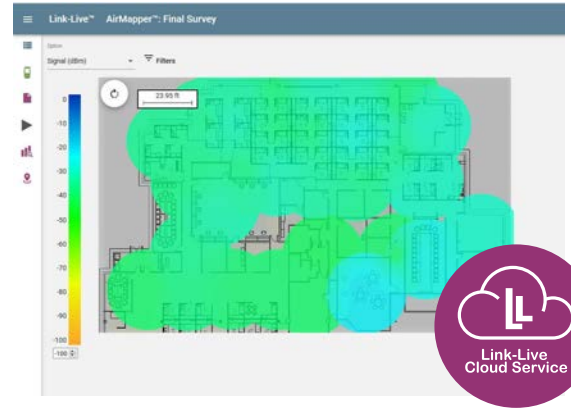 Link-Live™ AirMapper™: Final Survey
Option
Signal (dBm)
Filters
23.95 ft
0
-10
-20
-30
-40
-50
-60
-70
-80
-90
-100
-100
LL
Link-Live
Cloud Service